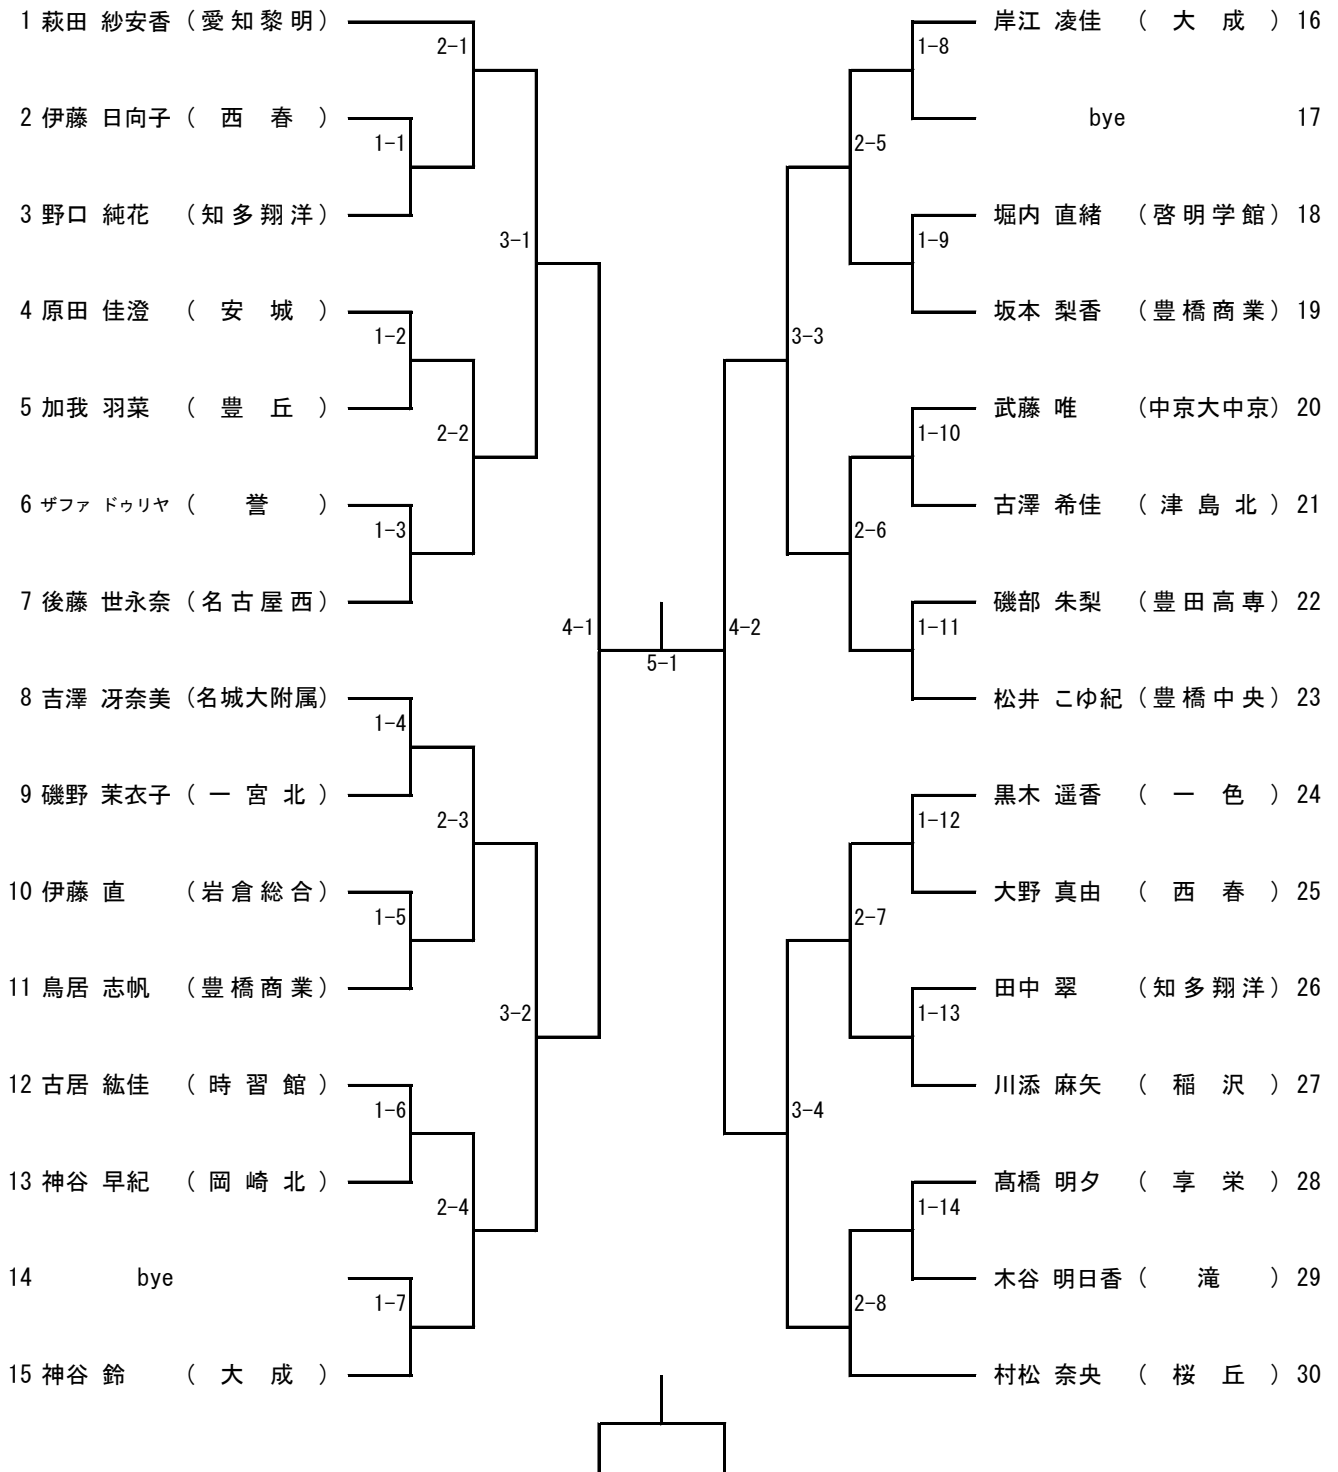 1 萩田 紗安香 (愛知黎明)
2 伊藤 日向子 ( 西 春 )
3 野口 純花 (知多翔洋)
4 原田 佳澄 ( 安 城 )
5 加我 羽菜 ( 豊 丘 )
6 ザファ ドゥリヤ ( 誉 )
7 後藤 世永奈 (名古屋西)
8 吉澤 冴奈美 (名城大附属)
9 磯野 茉衣子 ( 一 宮 北 )
10 伊藤 直 (岩倉総合)
11 鳥居 志帆 (豊橋商業)
12 古居 紘佳 ( 時 習 館 )
13 神谷 早紀 ( 岡 崎 北 )
14 bye
15 神谷 鈴 ( 大 成 )
2-1
1-1
3-1
1-2
2-2
1-3
4-1
1-4
2-3
1-5
3-2
1-6
2-4
1-7
5-1
4-2
1-8
2-5
1-9
3-3
1-10
2-6
1-11
1-12
2-7
1-13
3-4
1-14
2-8
岸江 凌佳 ( 大 成 ) 16
bye 17
堀内 直緒 (啓明学館) 18
坂本 梨香 (豊橋商業) 19
武藤 唯 (中京大中京) 20
古澤 希佳 ( 津 島 北 ) 21
磯部 朱梨 (豊田高専) 22
松井 こゆ紀 (豊橋中央) 23
黒木 遥香 ( 一 色 ) 24
大野 真由 ( 西 春 ) 25
田中 翠 (知多翔洋) 26
川添 麻矢 ( 稲 沢 ) 27
髙橋 明夕 ( 享 栄 ) 28
木谷 明日香 ( 滝 ) 29
村松 奈央 ( 桜 丘 ) 30